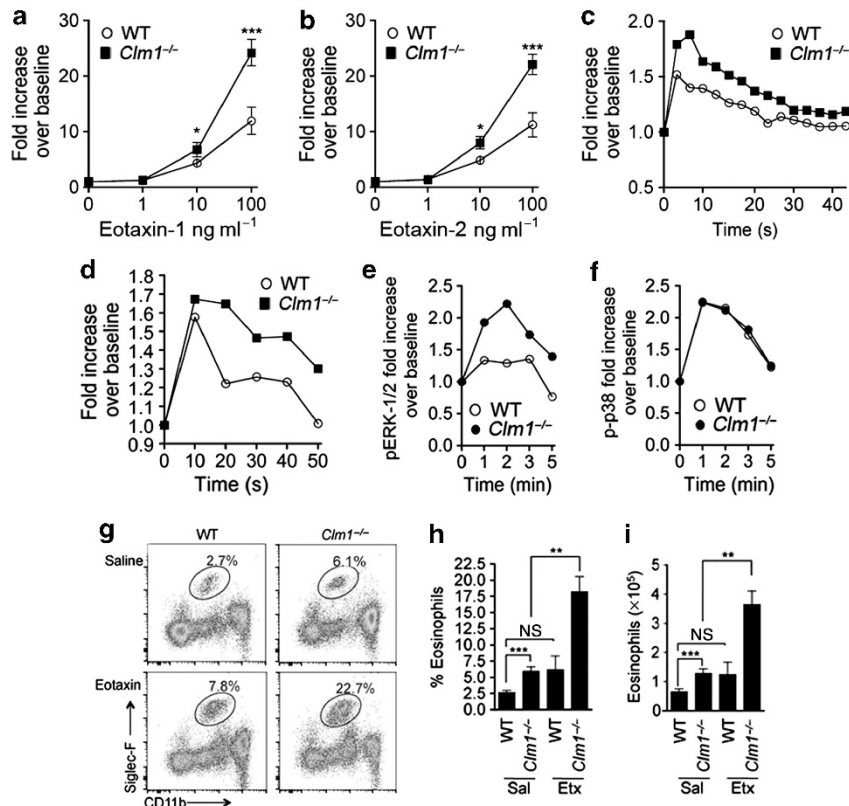 a
WT
Clm1–/–
Fold increase over baseline
30
20
10
0
*
***
0 1 10 100
Eotaxin-1 ng ml–1
b
WT
Clm1–/–
Fold increase over baseline
30
20
10
0
*
***
0 1 10 100
Eotaxin-2 ng ml–1
c
WT
Clm1–/–
Fold increase over baseline
2.0
1.5
1.0
0.5
0 10 20 30 40
Time (s)
d
WT
Clm1–/–
Fold increase over baseline
1.8
1.7
1.6
1.5
1.4
1.3
1.2
1.1
1.0
0.9
0 10 20 30 40 50
Time (s)
e
pERK-1/2 fold increase over baseline
2.5
2.0
1.5
1.0
0.5
0.0
WT
Clm1–/–
0 1 2 3 5
Time (min)
f
p-p38 fold increase over baseline
2.5
2.0
1.5
1.0
0.5
0.0
WT
Clm1–/–
0 1 2 3 5
Time (min)
g
WT Clm1–/–
Saline
2.7% 6.1%
Eotaxin
7.8% 22.7%
Siglec-F
CD11b
h
% Eosinophils
20.0
17.5
15.0
12.5
10.0
7.5
5.0
2.5
0.0
**
NS
***
WT Clm1–/– WT Clm1–/–
Sal Etx
i
Eosinophils (×10⁵)
5
4
3
2
1
0
**
NS
***
WT Clm1–/– WT Clm1–/–
Sal Etx